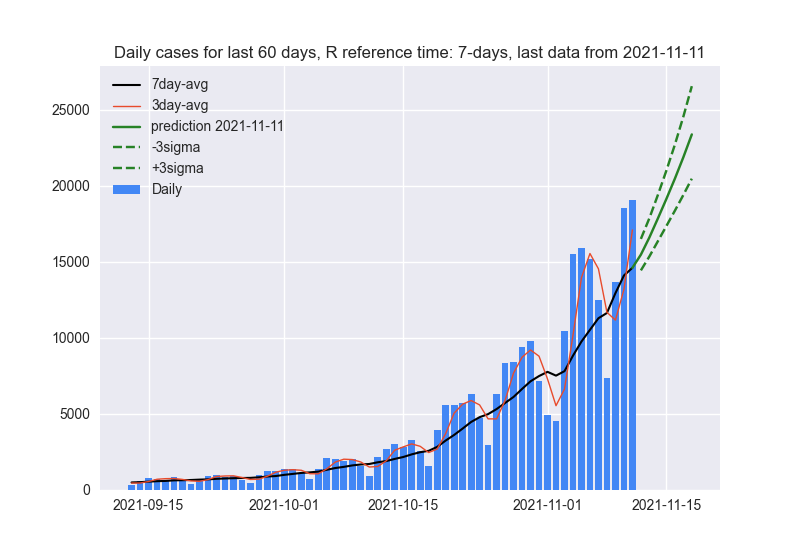 Daily cases for last 60 days, R reference time: 7-days, last data from 2021-11-11
7day-avg
3day-avg
prediction 2021-11-11
-3sigma
+3sigma
Daily
25000
20000
15000
10000
5000
0
2021-09-15
2021-10-01
2021-10-15
2021-11-01
2021-11-15